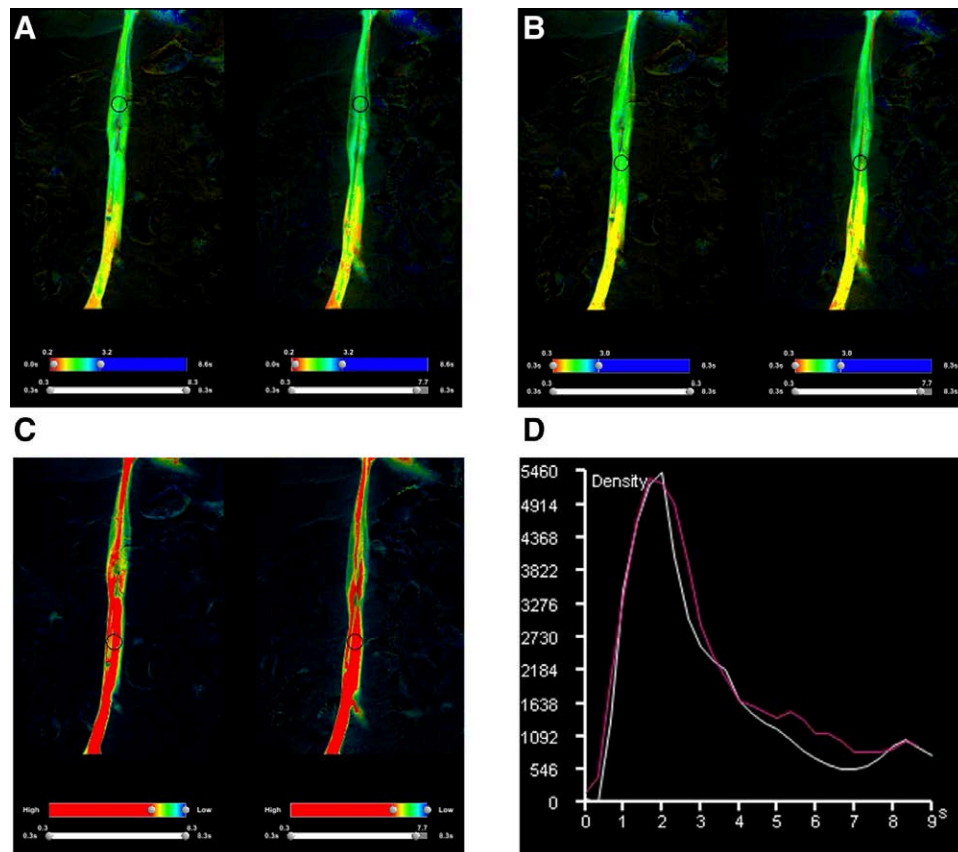 A
0.2 3.2
0.0s 8.6s
0.3 8.3
0.3s 8.3s
0.2 3.2
0.0s 8.6s
0.3 7.7
0.3s 8.3s
B
0.3 3.0
0.3s 8.3s
0.3 8.3
0.3s 8.3s
0.3 3.0
0.3s 8.3s
0.3 7.7
0.3s 8.3s
C
High Low
0.3 8.3
0.3s 8.3s
High Low
0.3 7.7
0.3s 8.3s
D
Density
5460
4914
4368
3822
3276
2730
2184
1638
1092
546
0
0 1 2 3 4 5 6 7 8 9 s